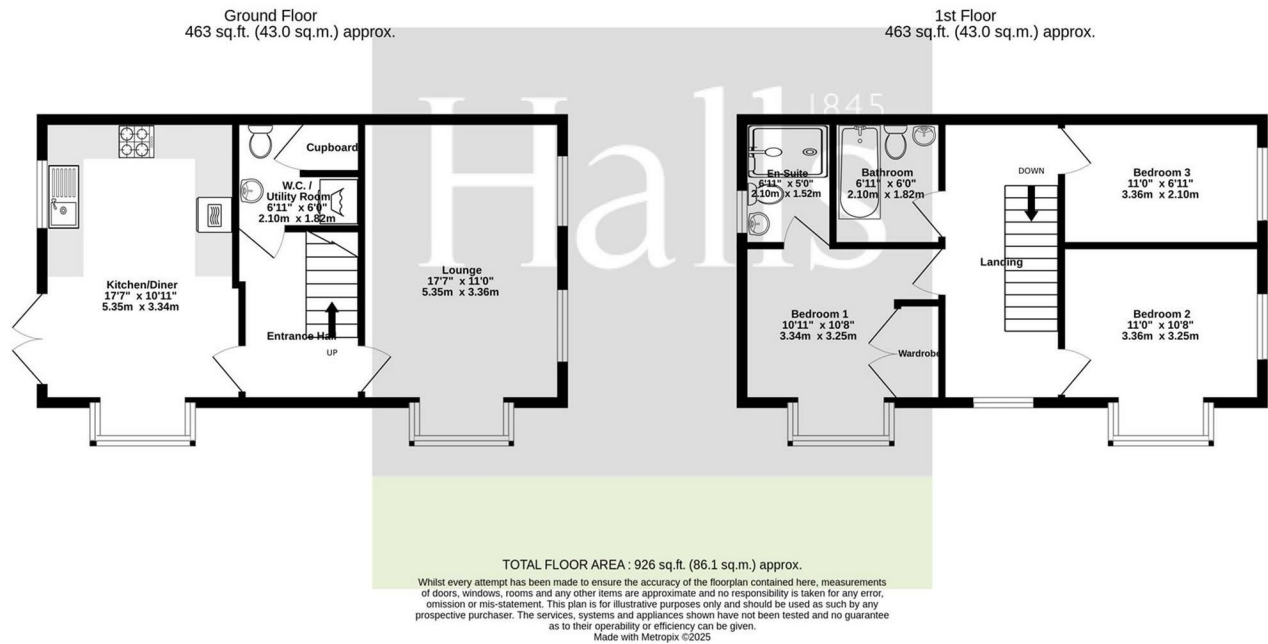 Ground Floor
463 sq.ft. (43.0 sq.m.) approx.
1st Floor
463 sq.ft. (43.0 sq.m.) approx.
Halls
1845
Cupboard
W.C. /
Utility Room
6'11" x 6'0"
2.10m x 1.82m
Kitchen/Diner
17'7" x 10'11"
5.35m x 3.34m
Lounge
17'7" x 11'0"
5.35m x 3.36m
Entrance Hall
UP
En-Suite
6'11" x 5'0"
2.10m x 1.52m
Bathroom
6'11" x 6'0"
2.10m x 1.82m
DOWN
Bedroom 3
11'0" x 6'11"
3.36m x 2.10m
Landing
Bedroom 1
10'11" x 10'8"
3.34m x 3.25m
Wardrobe
Bedroom 2
11'0" x 10'8"
3.36m x 3.25m
TOTAL FLOOR AREA : 926 sq.ft. (86.1 sq.m.) approx.
Whilst every attempt has been made to ensure the accuracy of the floorplan contained here, measurements
of doors, windows, rooms and any other items are approximate and no responsibility is taken for any error,
omission or mis-statement. This plan is for illustrative purposes only and should be used as such by any
prospective purchaser. The services, systems and appliances shown have not been tested and no guarantee
as to their operability or efficiency can be given.
Made with Metropix ©2025